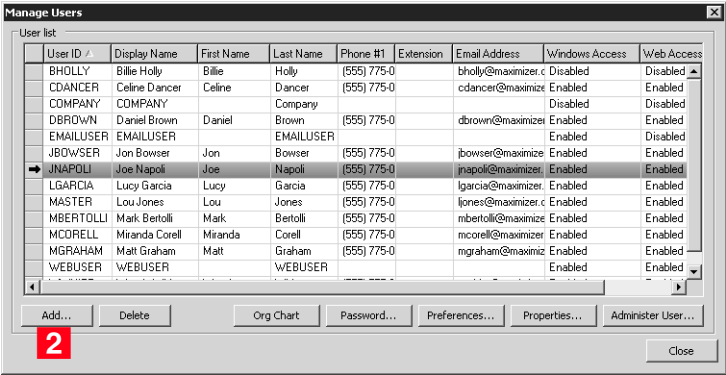 Manage Users
User list
User ID Display Name First Name Last Name Phone #1 Extension Email Address Windows Access Web Access
BHOLLY Billie Holly Billie Holly (555) 775-0 bholly@maximizer.c Disabled Disabled
CDANCER Celine Dancer Celine Dancer (555) 775-0 cdancer@maximize Enabled Enabled
COMPANY COMPANY Company Disabled Disabled
DBROWN Daniel Brown Daniel Brown (555) 775-0 dbrown@maximizer Enabled Enabled
EMAILUSER EMAILUSER EMAILUSER Enabled Disabled
JBOWSER Jon Bowser Jon Bowser (555) 775-0 jbowser@maximize Enabled Enabled
JNAPOLI Joe Napoli Joe Napoli (555) 775-0 jnapoli@maximizer. Enabled Enabled
LGARCIA Lucy Garcia Lucy Garcia (555) 775-0 lgarcia@maximizer. Enabled Enabled
MASTER Lou Jones Lou Jones (555) 775-0 ljones@maximizer.c Enabled Enabled
MBERTOLLI Mark Bertolli Mark Bertolli (555) 775-0 mbertolli@maximize Enabled Enabled
MCORELL Miranda Corell Miranda Corell (555) 775-0 mcorell@maximizer Enabled Enabled
MGRAHAM Matt Graham Matt Graham (555) 775-0 mgraham@maximiz Enabled Enabled
WEBUSER WEBUSER WEBUSER Enabled Enabled
Add... Delete Org Chart Password... Preferences... Properties... Administer User...
2
Close